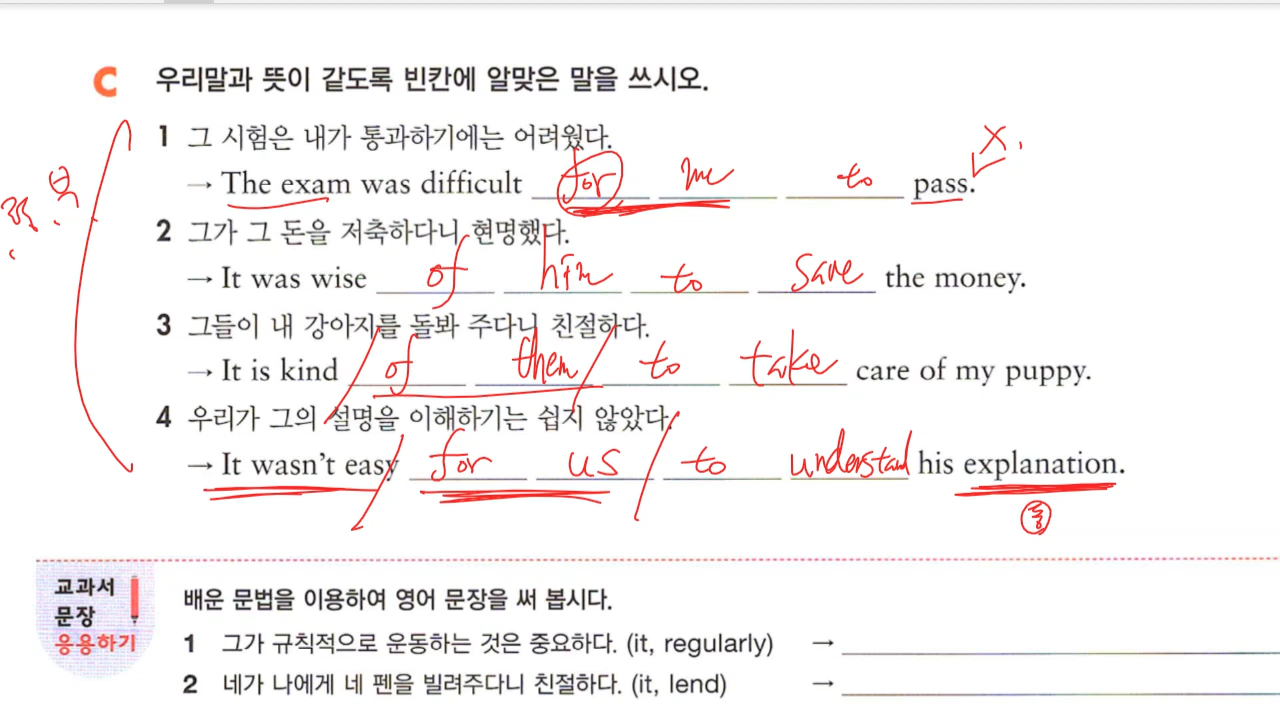 C 우리말과 뜻이 같도록 빈칸에 알맞은 말을 쓰시오.
1 그 시험은 내가 통과하기에는 어려웠다.
X.
→ The exam was difficult for me to pass.
2 그가 그 돈을 저축하다니 현명했다.
→ It was wise of him to save the money.
3 그들이 내 강아지를 돌봐 주다니 친절하다.
→ It is kind of them to take care of my puppy.
4 우리가 그의 설명을 이해하기는 쉽지 않았다.
→ It wasn't easy for us to understand his explanation.
교과서
문장
응용하기
배운 문법을 이용하여 영어 문장을 써 봅시다.
1 그가 규칙적으로 운동하는 것은 중요하다. (it, regularly) →
2 네가 나에게 네 펜을 빌려주다니 친절하다. (it, lend) →